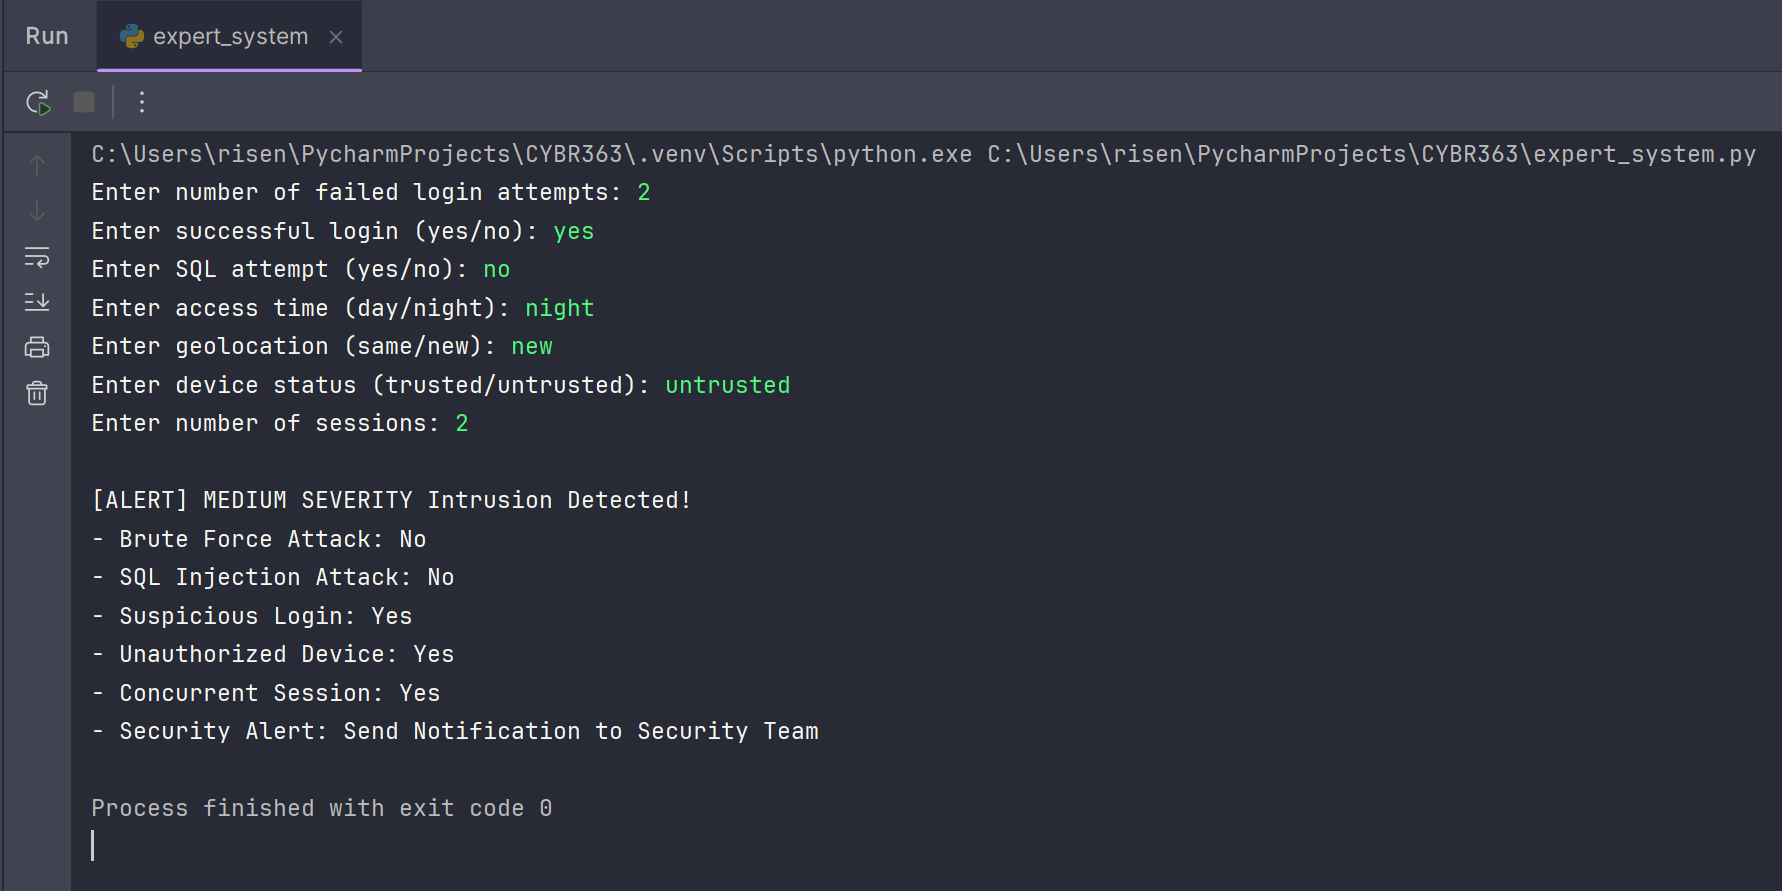 Run
expert_system
C:\Users\risen\PycharmProjects\CYBR363\.venv\Scripts\python.exe C:\Users\risen\PycharmProjects\CYBR363\expert_system.py
Enter number of failed login attempts: 2
Enter successful login (yes/no): yes
Enter SQL attempt (yes/no): no
Enter access time (day/night): night
Enter geolocation (same/new): new
Enter device status (trusted/untrusted): untrusted
Enter number of sessions: 2
[ALERT] MEDIUM SEVERITY Intrusion Detected!
- Brute Force Attack: No
- SQL Injection Attack: No
- Suspicious Login: Yes
- Unauthorized Device: Yes
- Concurrent Session: Yes
- Security Alert: Send Notification to Security Team
Process finished with exit code 0